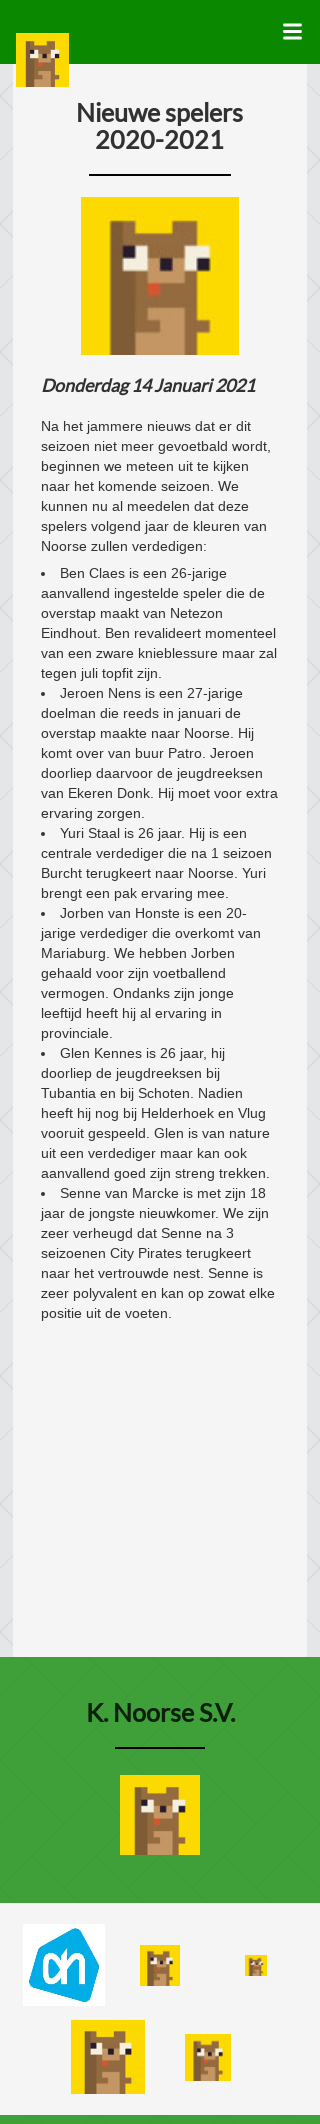 Nieuwe spelers
2020-2021
Donderdag 14 Januari 2021
Na het jammere nieuws dat er dit
seizoen niet meer gevoetbald wordt,
beginnen we meteen uit te kijken
naar het komende seizoen. We
kunnen nu al meedelen dat deze
spelers volgend jaar de kleuren van
Noorse zullen verdedigen:
• Ben Claes is een 26-jarige
aanvallend ingestelde speler die de
overstap maakt van Netezon
Eindhout. Ben revalideert momenteel
van een zware knieblessure maar zal
tegen juli topfit zijn.
• Jeroen Nens is een 27-jarige
doelman die reeds in januari de
overstap maakte naar Noorse. Hij
komt over van buur Patro. Jeroen
doorliep daarvoor de jeugdreeksen
van Ekeren Donk. Hij moet voor extra
ervaring zorgen.
• Yuri Staal is 26 jaar. Hij is een
centrale verdediger die na 1 seizoen
Burcht terugkeert naar Noorse. Yuri
brengt een pak ervaring mee.
• Jorben van Honste is een 20-
jarige verdediger die overkomt van
Mariaburg. We hebben Jorben
gehaald voor zijn voetballend
vermogen. Ondanks zijn jonge
leeftijd heeft hij al ervaring in
provinciale.
• Glen Kennes is 26 jaar, hij
doorliep de jeugdreeksen bij
Tubantia en bij Schoten. Nadien
heeft hij nog bij Helderhoek en Vlug
vooruit gespeeld. Glen is van nature
uit een verdediger maar kan ook
aanvallend goed zijn streng trekken.
• Senne van Marcke is met zijn 18
jaar de jongste nieuwkomer. We zijn
zeer verheugd dat Senne na 3
seizoenen City Pirates terugkeert
naar het vertrouwde nest. Senne is
zeer polyvalent en kan op zowat elke
positie uit de voeten.
K. Noorse S.V.
ah